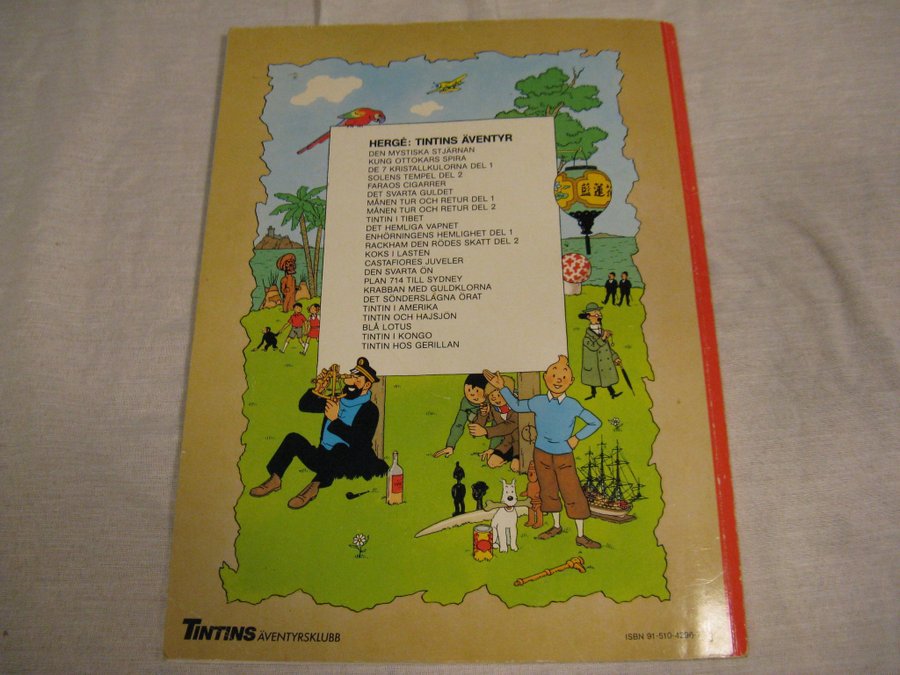 HERGÉ: TINTINS ÄVENTYR
DEN MYSTISKA STJÄRNAN
KUNG OTTOKARS SPIRA
DE 7 KRISTALLKULORNA DEL 1
SOLENS TEMPEL DEL 2
FARAOS CIGARRER
DET SVARTA GULDET
MÅNEN TUR OCH RETUR DEL 1
MÅNEN TUR OCH RETUR DEL 2
TINTIN I TIBET
DET HEMLIGA VAPNET
ENHÖRNINGENS HEMLIGHET DEL 1
RACKHAM DEN RÖDES SKATT DEL 2
KOKS I LASTEN
CASTAFIORES JUVELER
DEN SVARTA ÖN
PLAN 714 TILL SYDNEY
KRABBAN MED GULDKLORNA
DET SÖNDERSLAGNA ÖRAT
TINTIN I AMERIKA
TINTIN OCH HAJSJÖN
BLÅ LOTUS
TINTIN I KONGO
TINTIN HOS GERILLAN
TINTINS ÄVENTYRSKLUBB
ISBN 91-510-4296-